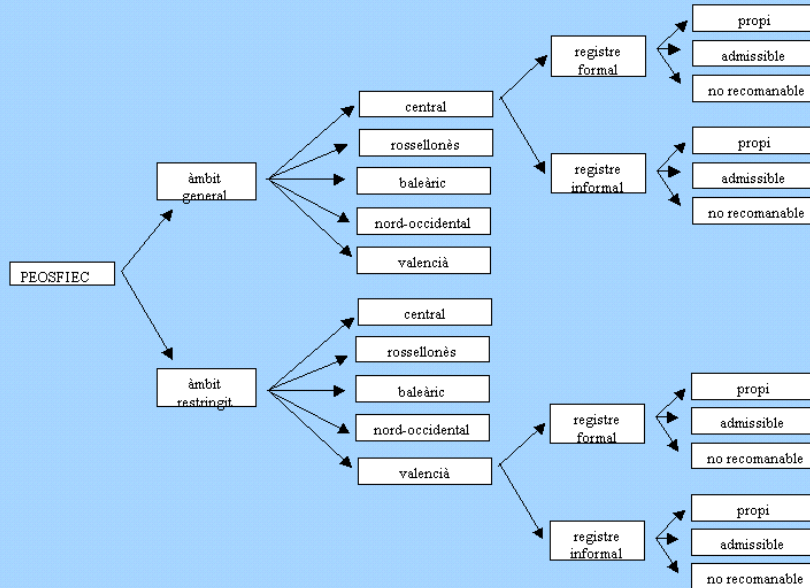 PEOSFIEC
àmbit
general
central
rossellonès
baleàric
nord-occidental
valencià
registre
formal
propi
admissible
no recomanable
registre
informal
propi
admissible
no recomanable
àmbit
restringit
central
rossellonès
baleàric
nord-occidental
valencià
registre
formal
propi
admissible
no recomanable
registre
informal
propi
admissible
no recomanable